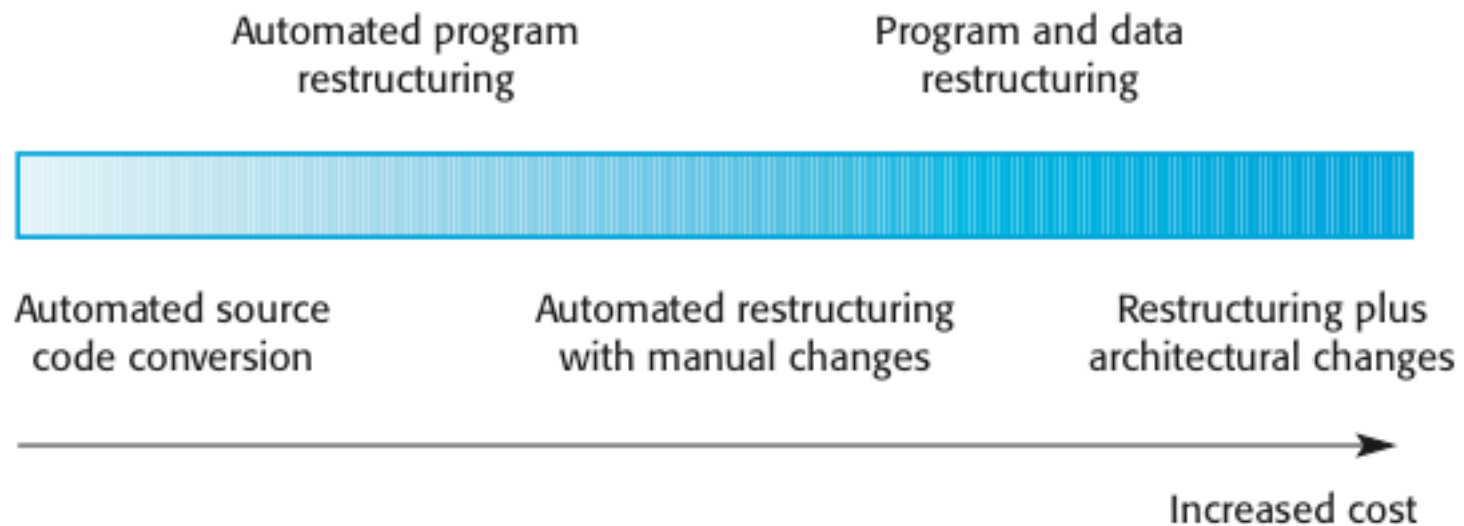 Automated program
restructuring
Program and data
restructuring
Automated source
code conversion
Automated restructuring
with manual changes
Restructuring plus
architectural changes
Increased cost